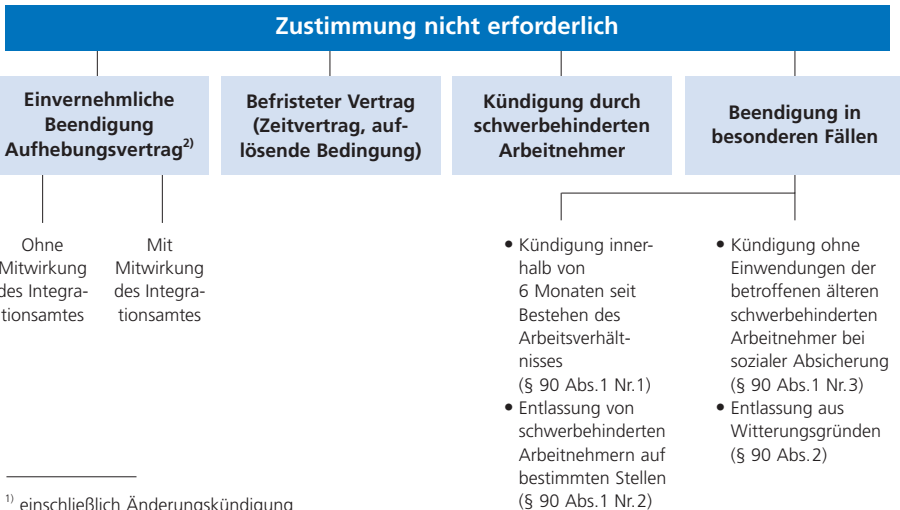 Zustimmung nicht erforderlich
Einvernehmliche
Beendigung
Aufhebungsvertrag2)
Befristeter Vertrag
(Zeitvertrag, auf-
lösende Bedingung)
Kündigung durch
schwerbehinderten
Arbeitnehmer
Beendigung in
besonderen Fällen
Ohne
Mitwirkung
des Integra-
tionsamtes
Mit
Mitwirkung
des Integra-
tionsamtes
• Kündigung inner-
halb von
6 Monaten seit
Bestehen des
Arbeitsverhält-
nisses
(§ 90 Abs.1 Nr.1)
• Entlassung von
schwerbehinderten
Arbeitnehmern auf
bestimmten Stellen
(§ 90 Abs.1 Nr.2)
• Kündigung ohne
Einwendungen der
betroffenen älteren
schwerbehinderten
Arbeitnehmer bei
sozialer Absicherung
(§ 90 Abs.1 Nr.3)
• Entlassung aus
Witterungsgründen
(§ 90 Abs.2)
1) einschließlich Änderungskündigung